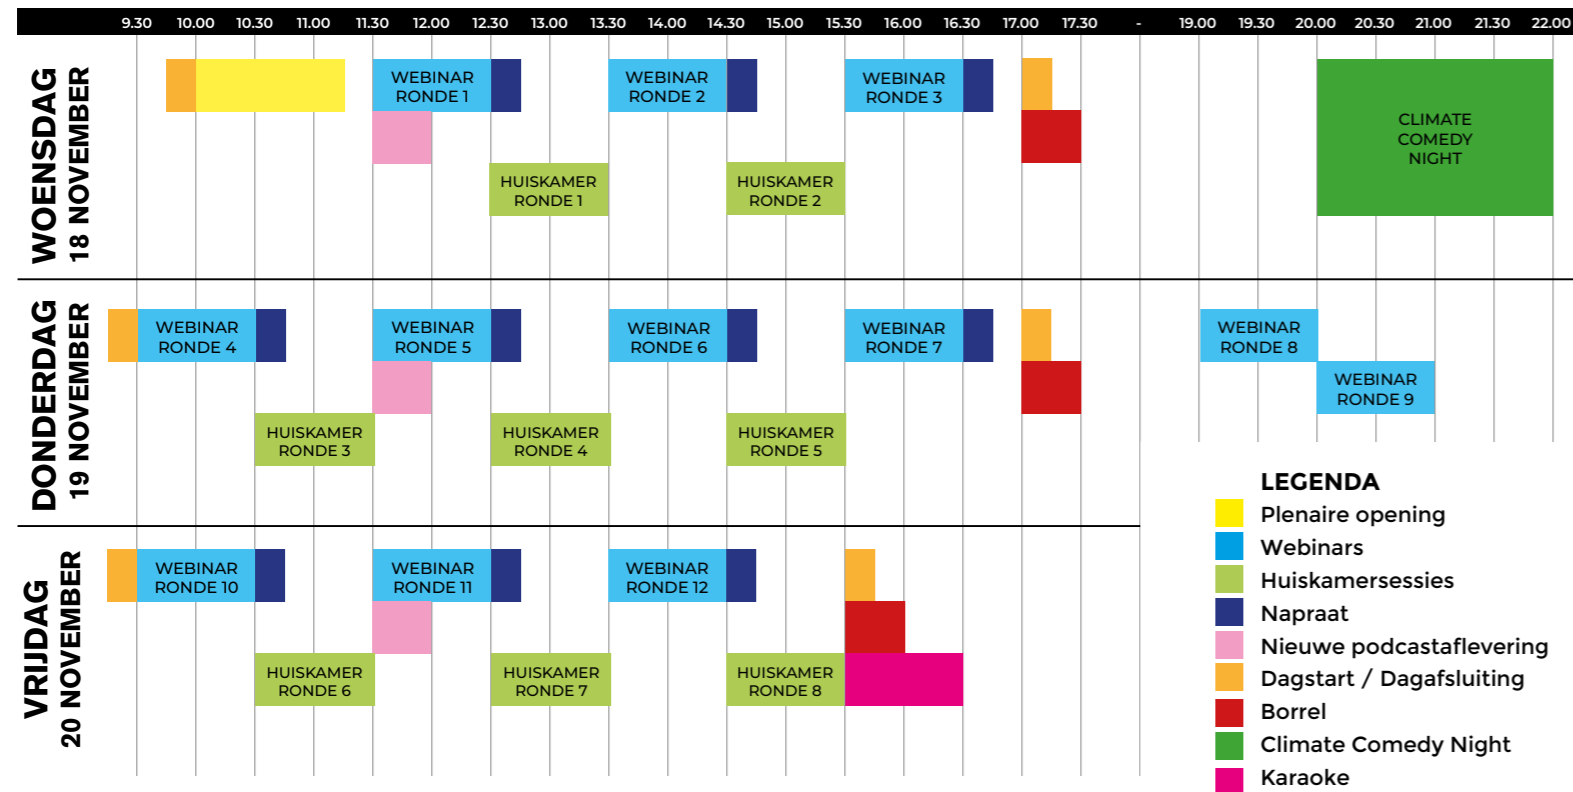 9.30 10.00 10.30 11.00 11.30 12.00 12.30 13.00 13.30 14.00 14.30 15.00 15.30 16.00 16.30 17.00 17.30 - 19.00 19.30 20.00 20.30 21.00 21.30 22.00
WOENSDAG
18 NOVEMBER
WEBINAR
RONDE 1
WEBINAR
RONDE 2
WEBINAR
RONDE 3
HUISKAMER
RONDE 1
HUISKAMER
RONDE 2
CLIMATE
COMEDY
NIGHT
DONDERDAG
19 NOVEMBER
WEBINAR
RONDE 4
WEBINAR
RONDE 5
WEBINAR
RONDE 6
WEBINAR
RONDE 7
WEBINAR
RONDE 8
WEBINAR
RONDE 9
HUISKAMER
RONDE 3
HUISKAMER
RONDE 4
HUISKAMER
RONDE 5
VRIJDAG
20 NOVEMBER
WEBINAR
RONDE 10
WEBINAR
RONDE 11
WEBINAR
RONDE 12
HUISKAMER
RONDE 6
HUISKAMER
RONDE 7
HUISKAMER
RONDE 8
LEGENDA
Plenaire opening
Webinars
Huiskamersessies
Napraat
Nieuwe podcastaflevering
Dagstart / Dagafsluiting
Borrel
Climate Comedy Night
Karaoke